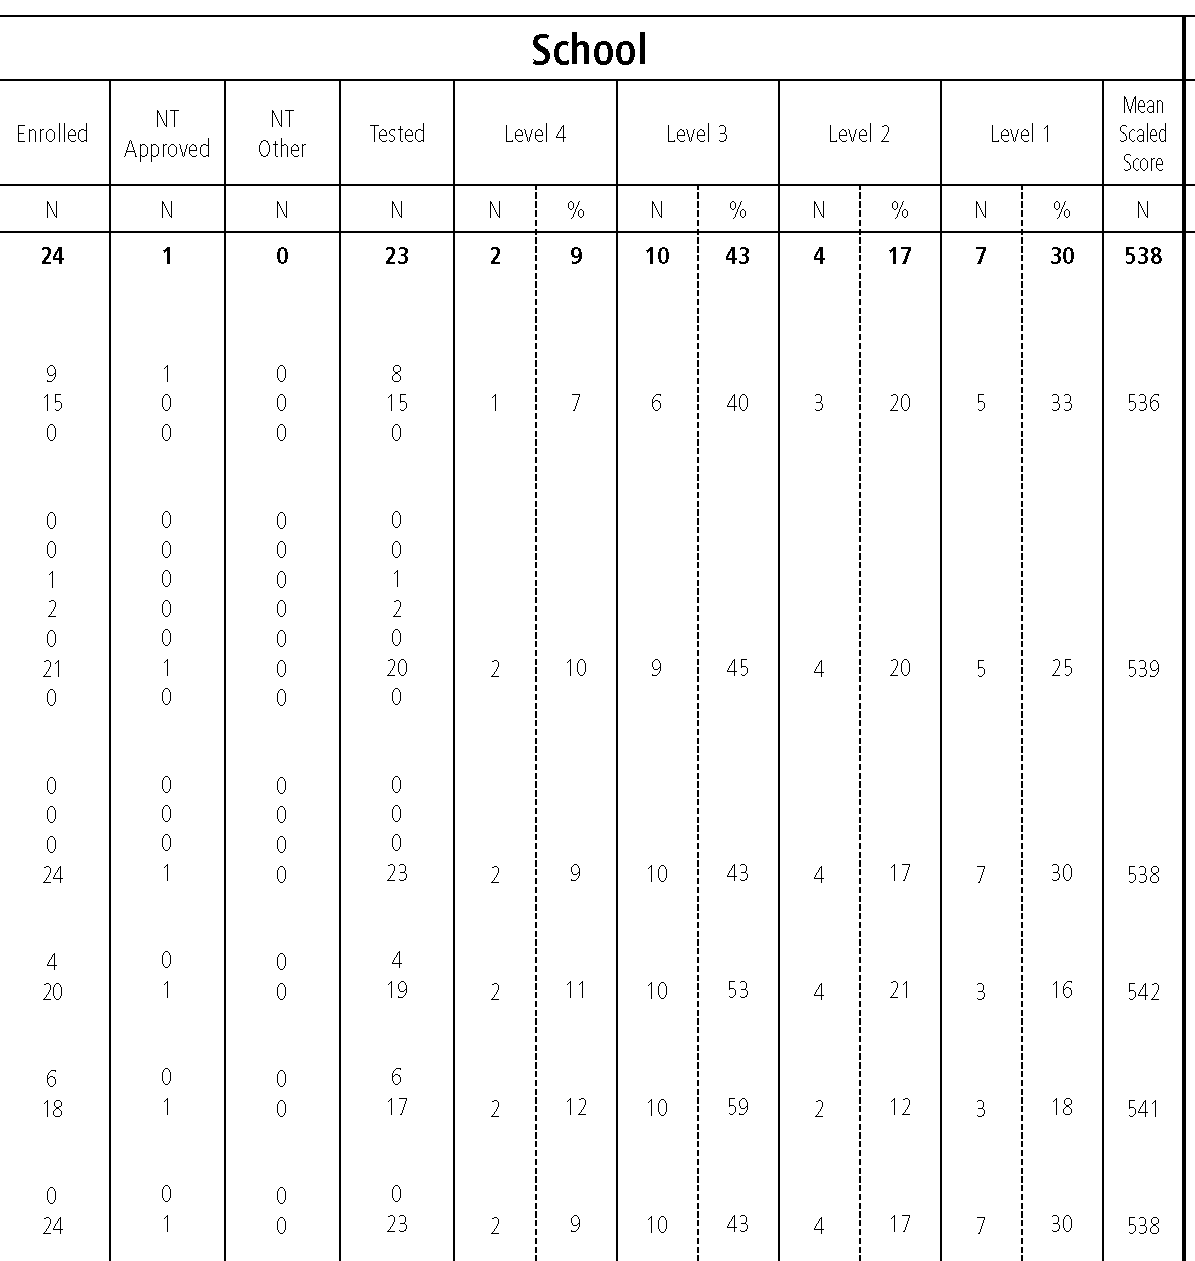 School
Enrolled NT Approved NT Other Tested Level 4 Level 3 Level 2 Level 1 Mean Scaled Score
N N N N N % N % N % N % N
24 1 0 23 2 9 10 43 4 17 7 30 538
9 1 0 8
15 0 0 15 1 7 6 40 3 20 5 33 536
0 0 0 0
0 0 0 0
0 0 0 0
1 0 0 1
2 0 0 2
0 0 0 0
21 1 0 20 2 10 9 45 4 20 5 25 539
0 0 0 0
0 0 0 0
0 0 0 0
0 0 0 0
24 1 0 23 2 9 10 43 4 17 7 30 538
4 0 0 4
20 1 0 19 2 11 10 53 4 21 3 16 542
6 0 0 6
18 1 0 17 2 12 10 59 2 12 3 18 541
0 0 0 0
24 1 0 23 2 9 10 43 4 17 7 30 538